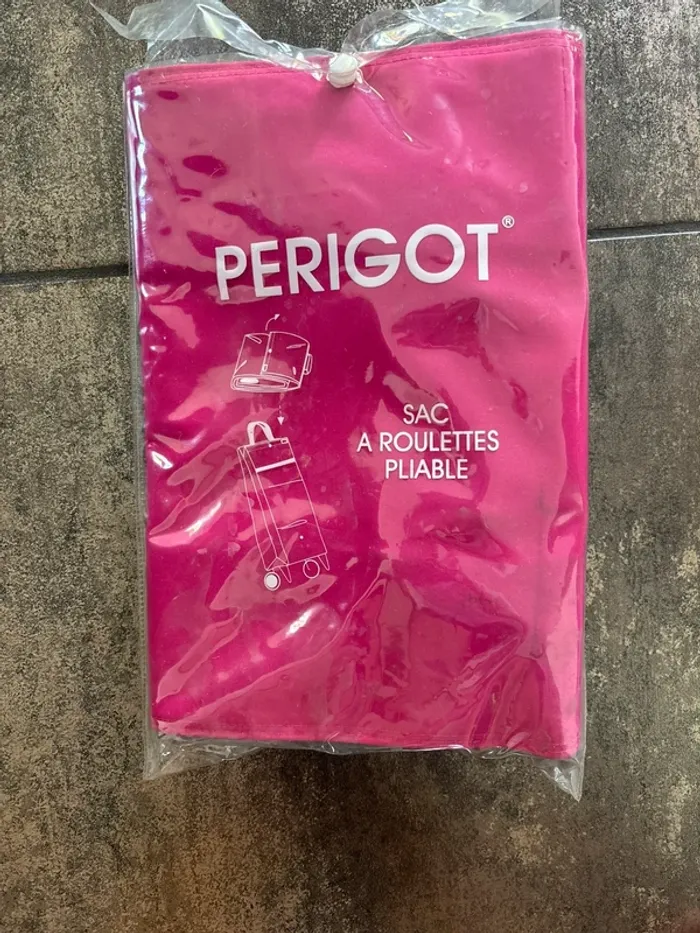 PERIGOT®
SAC
A ROULETTES
PLIABLE